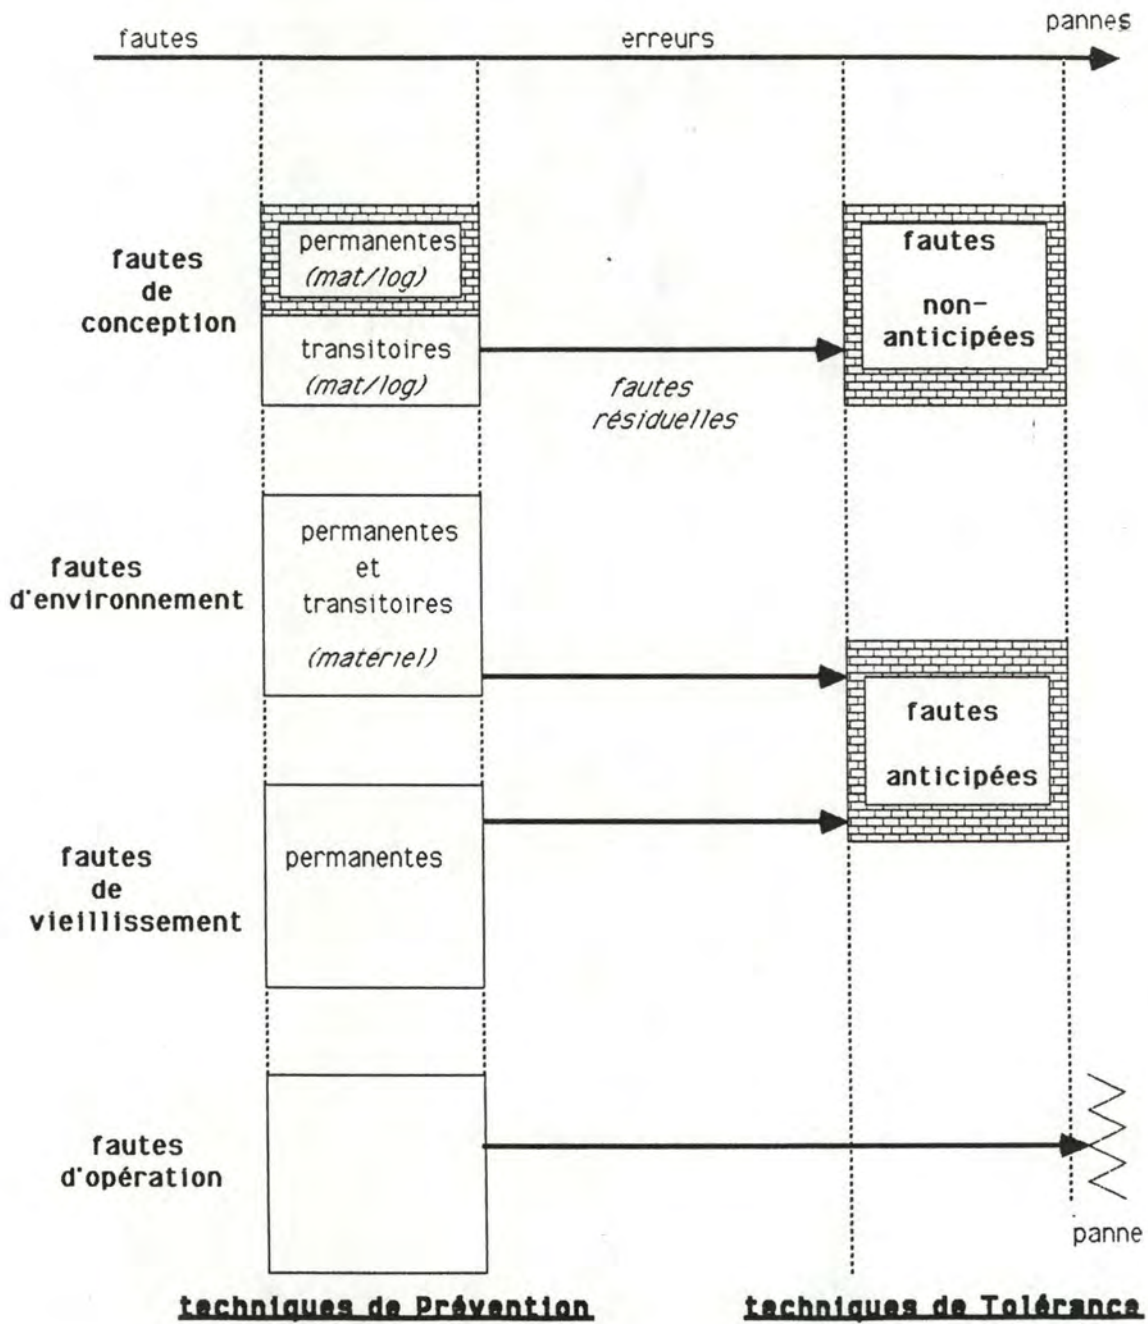 fautes erreurs pannes
fautes
de
conception
permanentes
(mat/log)
transitoires
(mat/log)
fautes
résiduelles
fautes
non-
anticipées
fautes
d'environnement
permanentes
et
transitoires
(matériel)
fautes
anticipées
fautes
de
vieillissement
permanentes
fautes
d'opération
panne
techniques de Prévention techniques de Tolérance